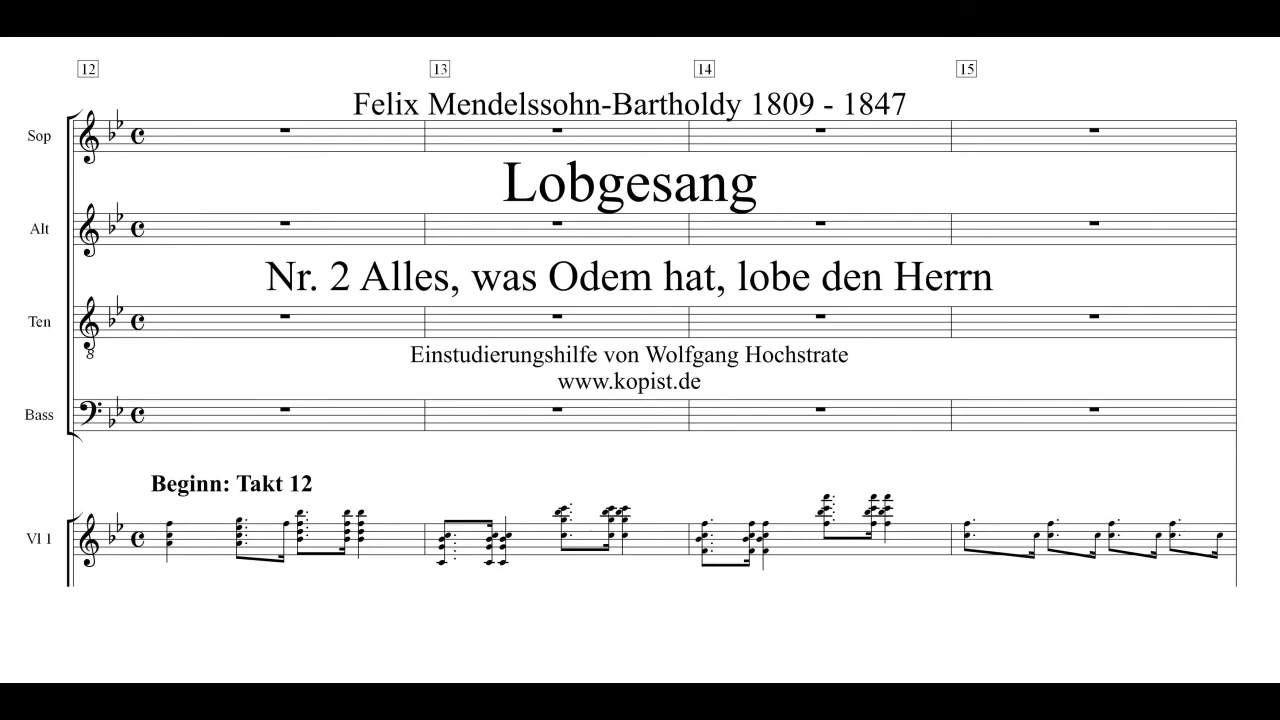 12 13 14 15
Felix Mendelssohn-Bartholdy 1809 - 1847
Sop
Lobgesang
Alt
Nr. 2 Alles, was Odem hat, lobe den Herrn
Ten
8
Einstudierungshilfe von Wolfgang Hochstrate
www.kopist.de
Bass
Beginn: Takt 12
Vl 1